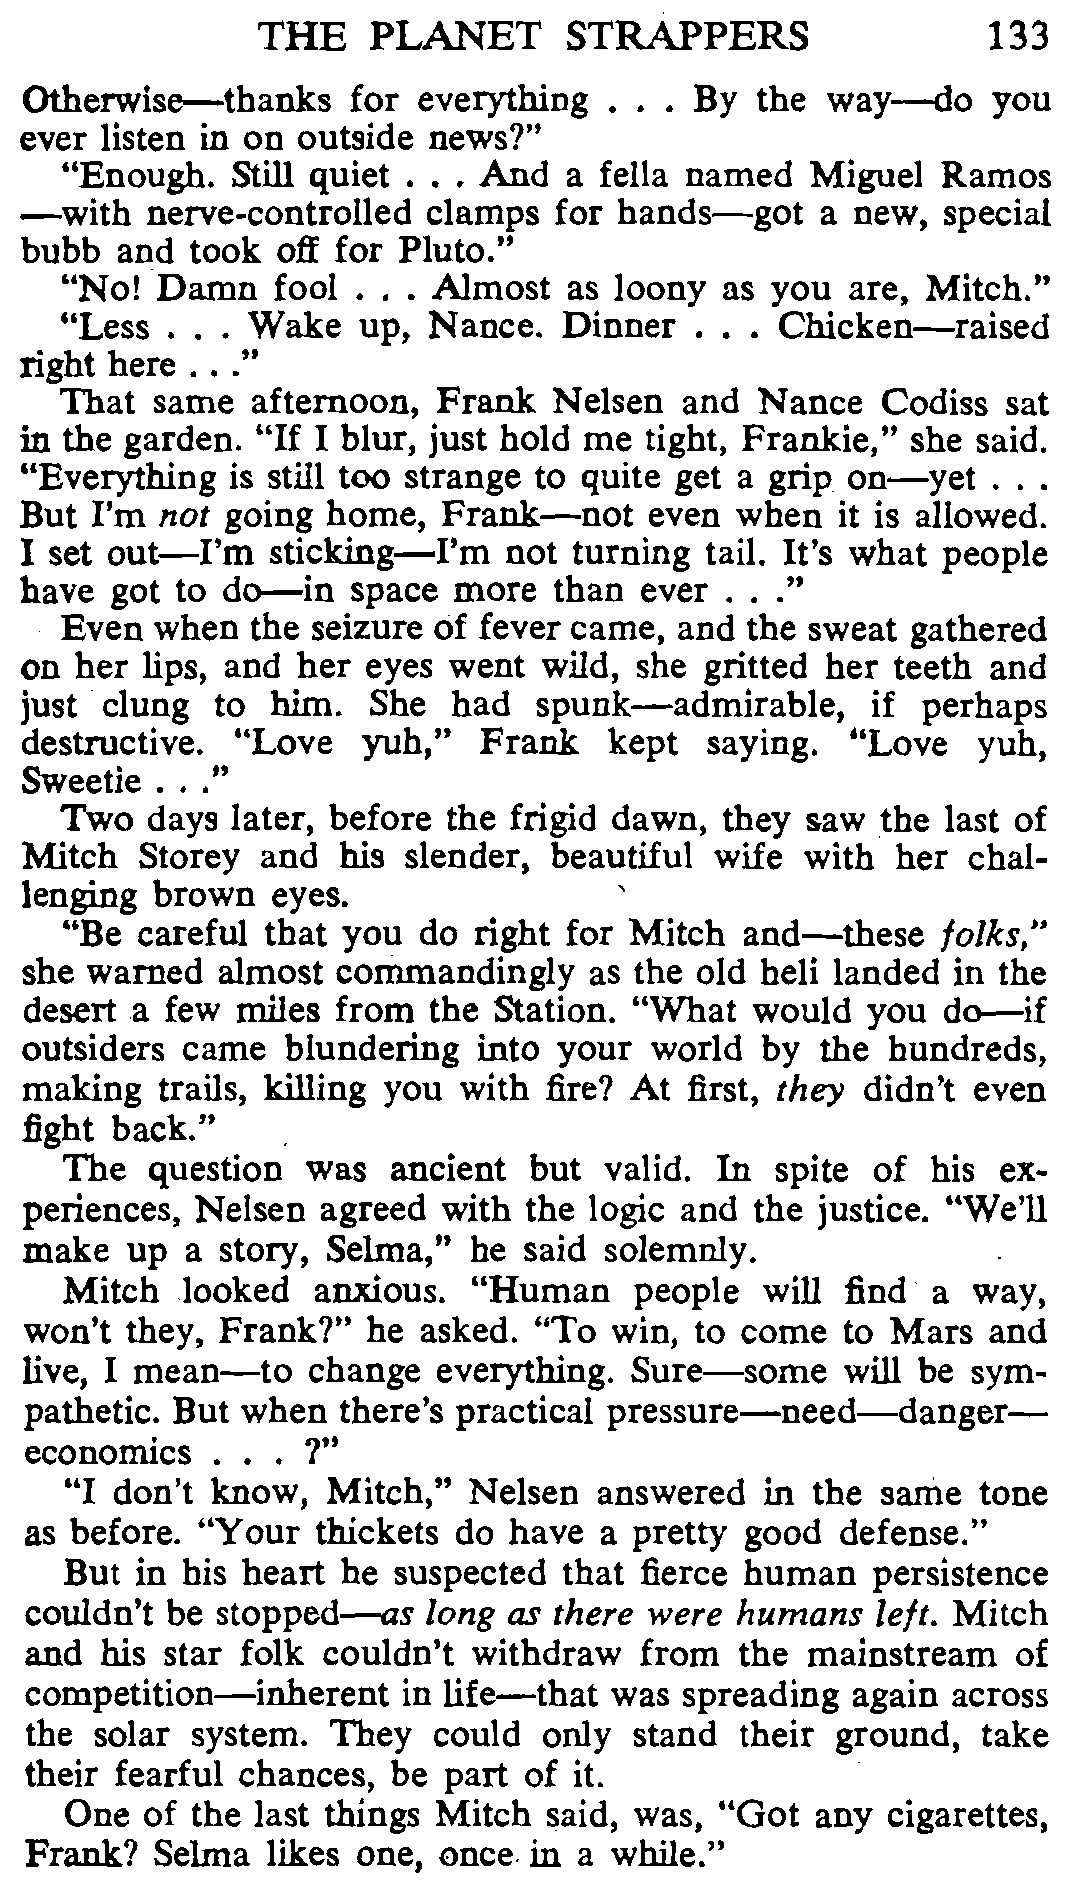 THE PLANET STRAPPERS 133
Otherwise—thanks for everything . . . By the way—do you
ever listen in on outside news?"
"Enough. Still quiet . . . And a fella named Miguel Ramos
—with nerve-controlled clamps for hands—got a new, special
bubb and took off for Pluto."
"No! Damn fool . . . Almost as loony as you are, Mitch."
"Less . . . Wake up, Nance. Dinner . . . Chicken—raised
right here . . ."
That same afternoon, Frank Nelsen and Nance Codiss sat
in the garden. "If I blur, just hold me tight, Frankie," she said.
"Everything is still too strange to quite get a grip on—yet . . .
But I'm not going home, Frank—not even when it is allowed.
I set out—I'm sticking—I'm not turning tail. It's what people
have got to do—in space more than ever . . ."
Even when the seizure of fever came, and the sweat gathered
on her lips, and her eyes went wild, she gritted her teeth and
just clung to him. She had spunk—admirable, if perhaps
destructive. "Love yuh," Frank kept saying. "Love yuh,
Sweetie . . ."
Two days later, before the frigid dawn, they saw the last of
Mitch Storey and his slender, beautiful wife with her chal-
lenging brown eyes.
"Be careful that you do right for Mitch and—these folks,"
she warned almost commandingly as the old heli landed in the
desert a few miles from the Station. "What would you do—if
outsiders came blundering into your world by the hundreds,
making trails, killing you with fire? At first, they didn't even
fight back."
The question was ancient but valid. In spite of his ex-
periences, Nelsen agreed with the logic and the justice. "We'll
make up a story, Selma," he said solemnly.
Mitch looked anxious. "Human people will find a way,
won't they, Frank?" he asked. "To win, to come to Mars and
live, I mean—to change everything. Sure—some will be sym-
pathetic. But when there's practical pressure—need—danger—
economics . . . ?"
"I don't know, Mitch," Nelsen answered in the same tone
as before. "Your thickets do have a pretty good defense."
But in his heart he suspected that fierce human persistence
couldn't be stopped—as long as there were humans left. Mitch
and his star folk couldn't withdraw from the mainstream of
competition—inherent in life—that was spreading again across
the solar system. They could only stand their ground, take
their fearful chances, be part of it.
One of the last things Mitch said, was, "Got any cigarettes,
Frank? Selma likes one, once in a while."